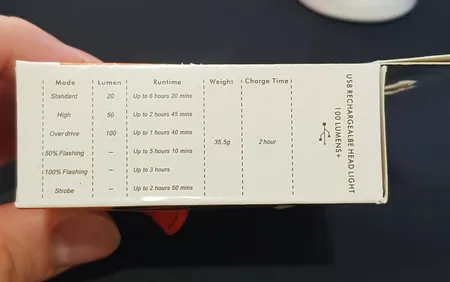 Mode Lumen Runtime Weight Charge Time
Standard 20 Up to 6 hours 20 mins
High 50 Up to 2 hours 45 mins
Over drive 100 Up to 1 hours 40 mins
35.5g 2 hour
50% Flashing – Up to 5 hours 10 mins
100% Flashing – Up to 3 hours
Strobe – Up to 2 hours 50 mins
USB RECHARGEALBE HEAD LIGHT
100 LUMENS+